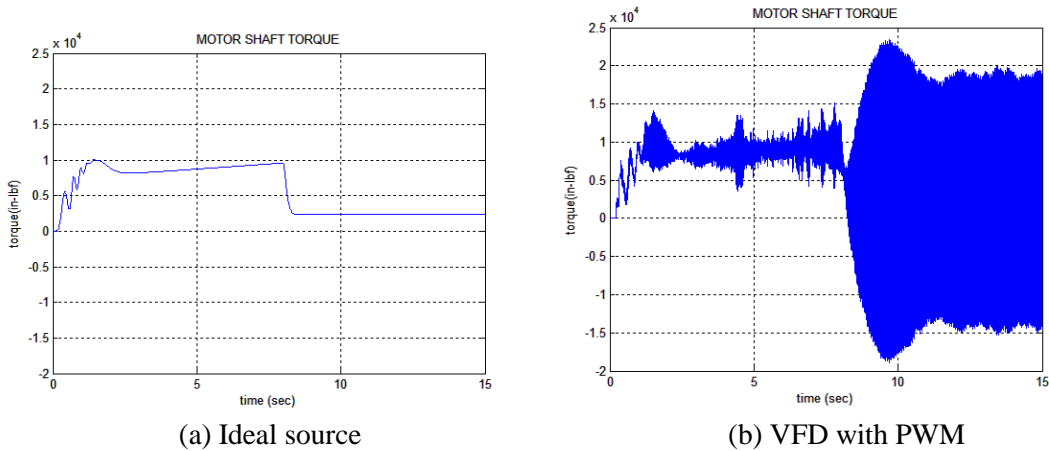 MOTOR SHAFT TORQUE
x 10^4
2.5
2
1.5
1
0.5
0
-0.5
-1
-1.5
-2
torque(in-lbf)
0 5 10 15
time (sec)
(a) Ideal source
MOTOR SHAFT TORQUE
x 10^4
2.5
2
1.5
1
0.5
0
-0.5
-1
-1.5
-2
torque(in-lbf)
0 5 10 15
time (sec)
(b) VFD with PWM